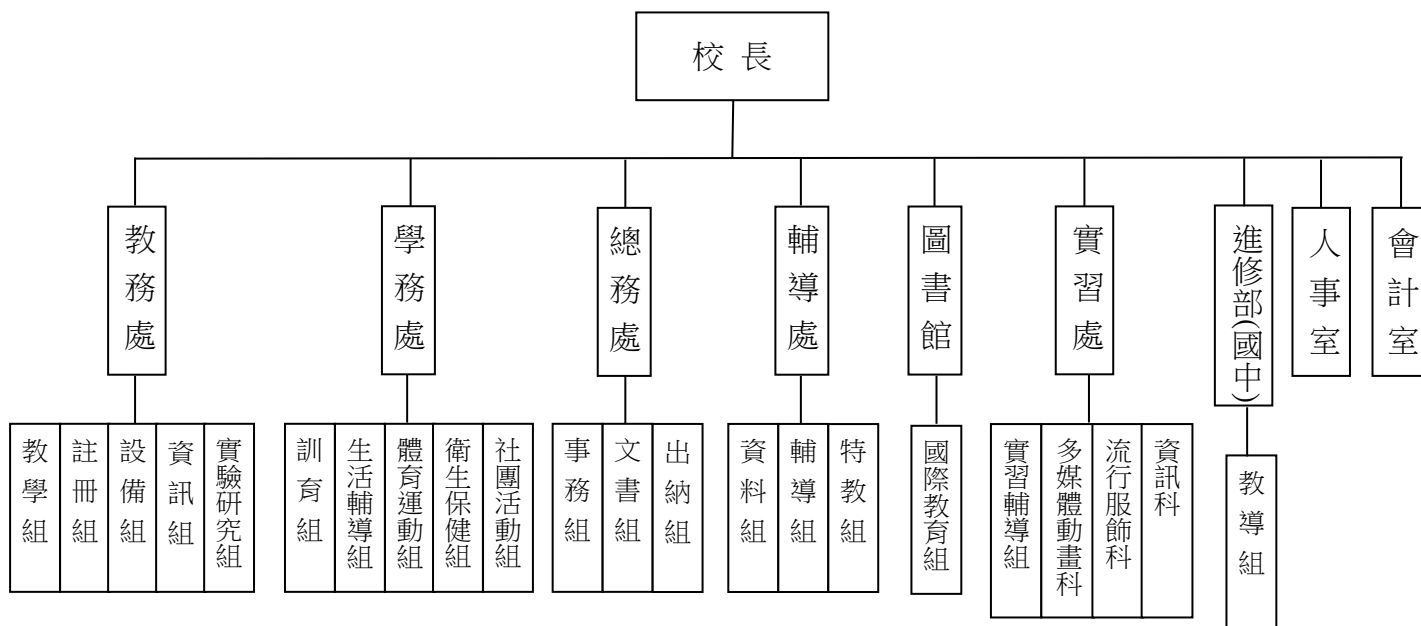 校長
教務處
學務處
總務處
輔導處
圖書館
實習處
進修部(國中)
人事室
會計室
教學組
註冊組
設備組
資訊組
實驗研究組
訓育組
生活輔導組
體育運動組
衛生保健組
社團活動組
事務組
文書組
出納組
資料組
輔導組
特教組
國際教育組
實習輔導組
多媒體動畫科
流行服飾科
資訊科
教導組